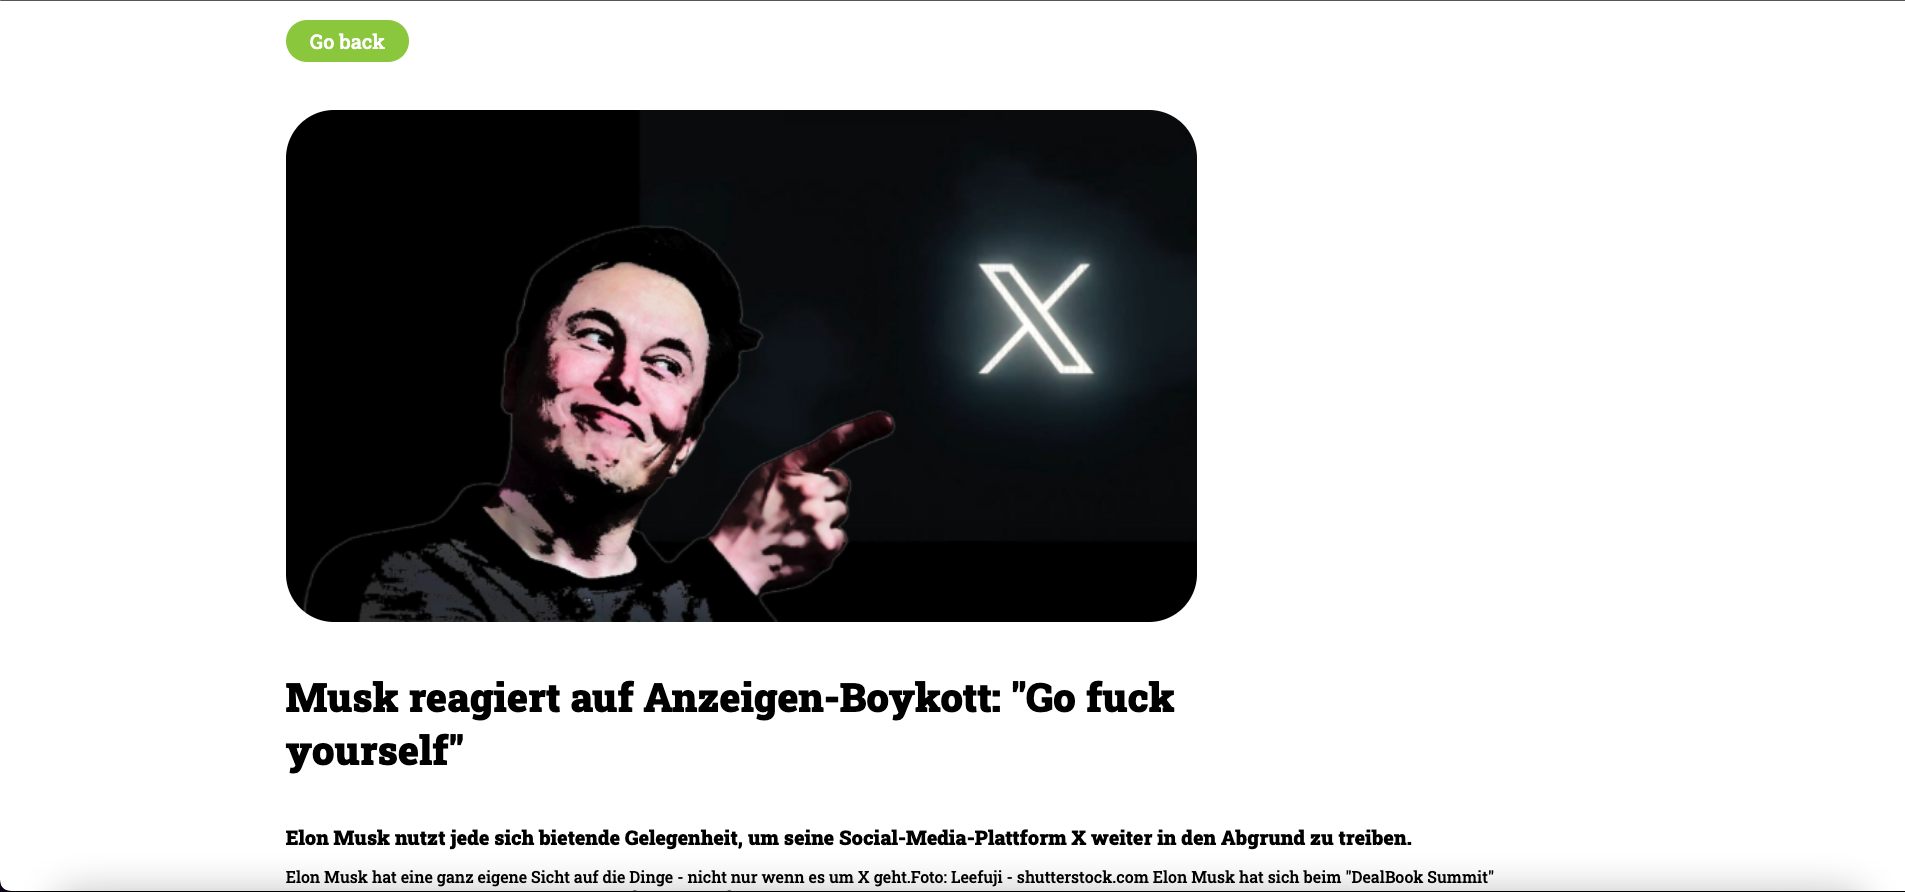 Go back
X
Musk reagiert auf Anzeigen-Boykott: "Go fuck
yourself"
Elon Musk nutzt jede sich bietende Gelegenheit, um seine Social-Media-Plattform X weiter in den Abgrund zu treiben.
Elon Musk hat eine ganz eigene Sicht auf die Dinge - nicht nur wenn es um X geht.Foto: Leefuji - shutterstock.com Elon Musk hat sich beim "DealBook Summit"